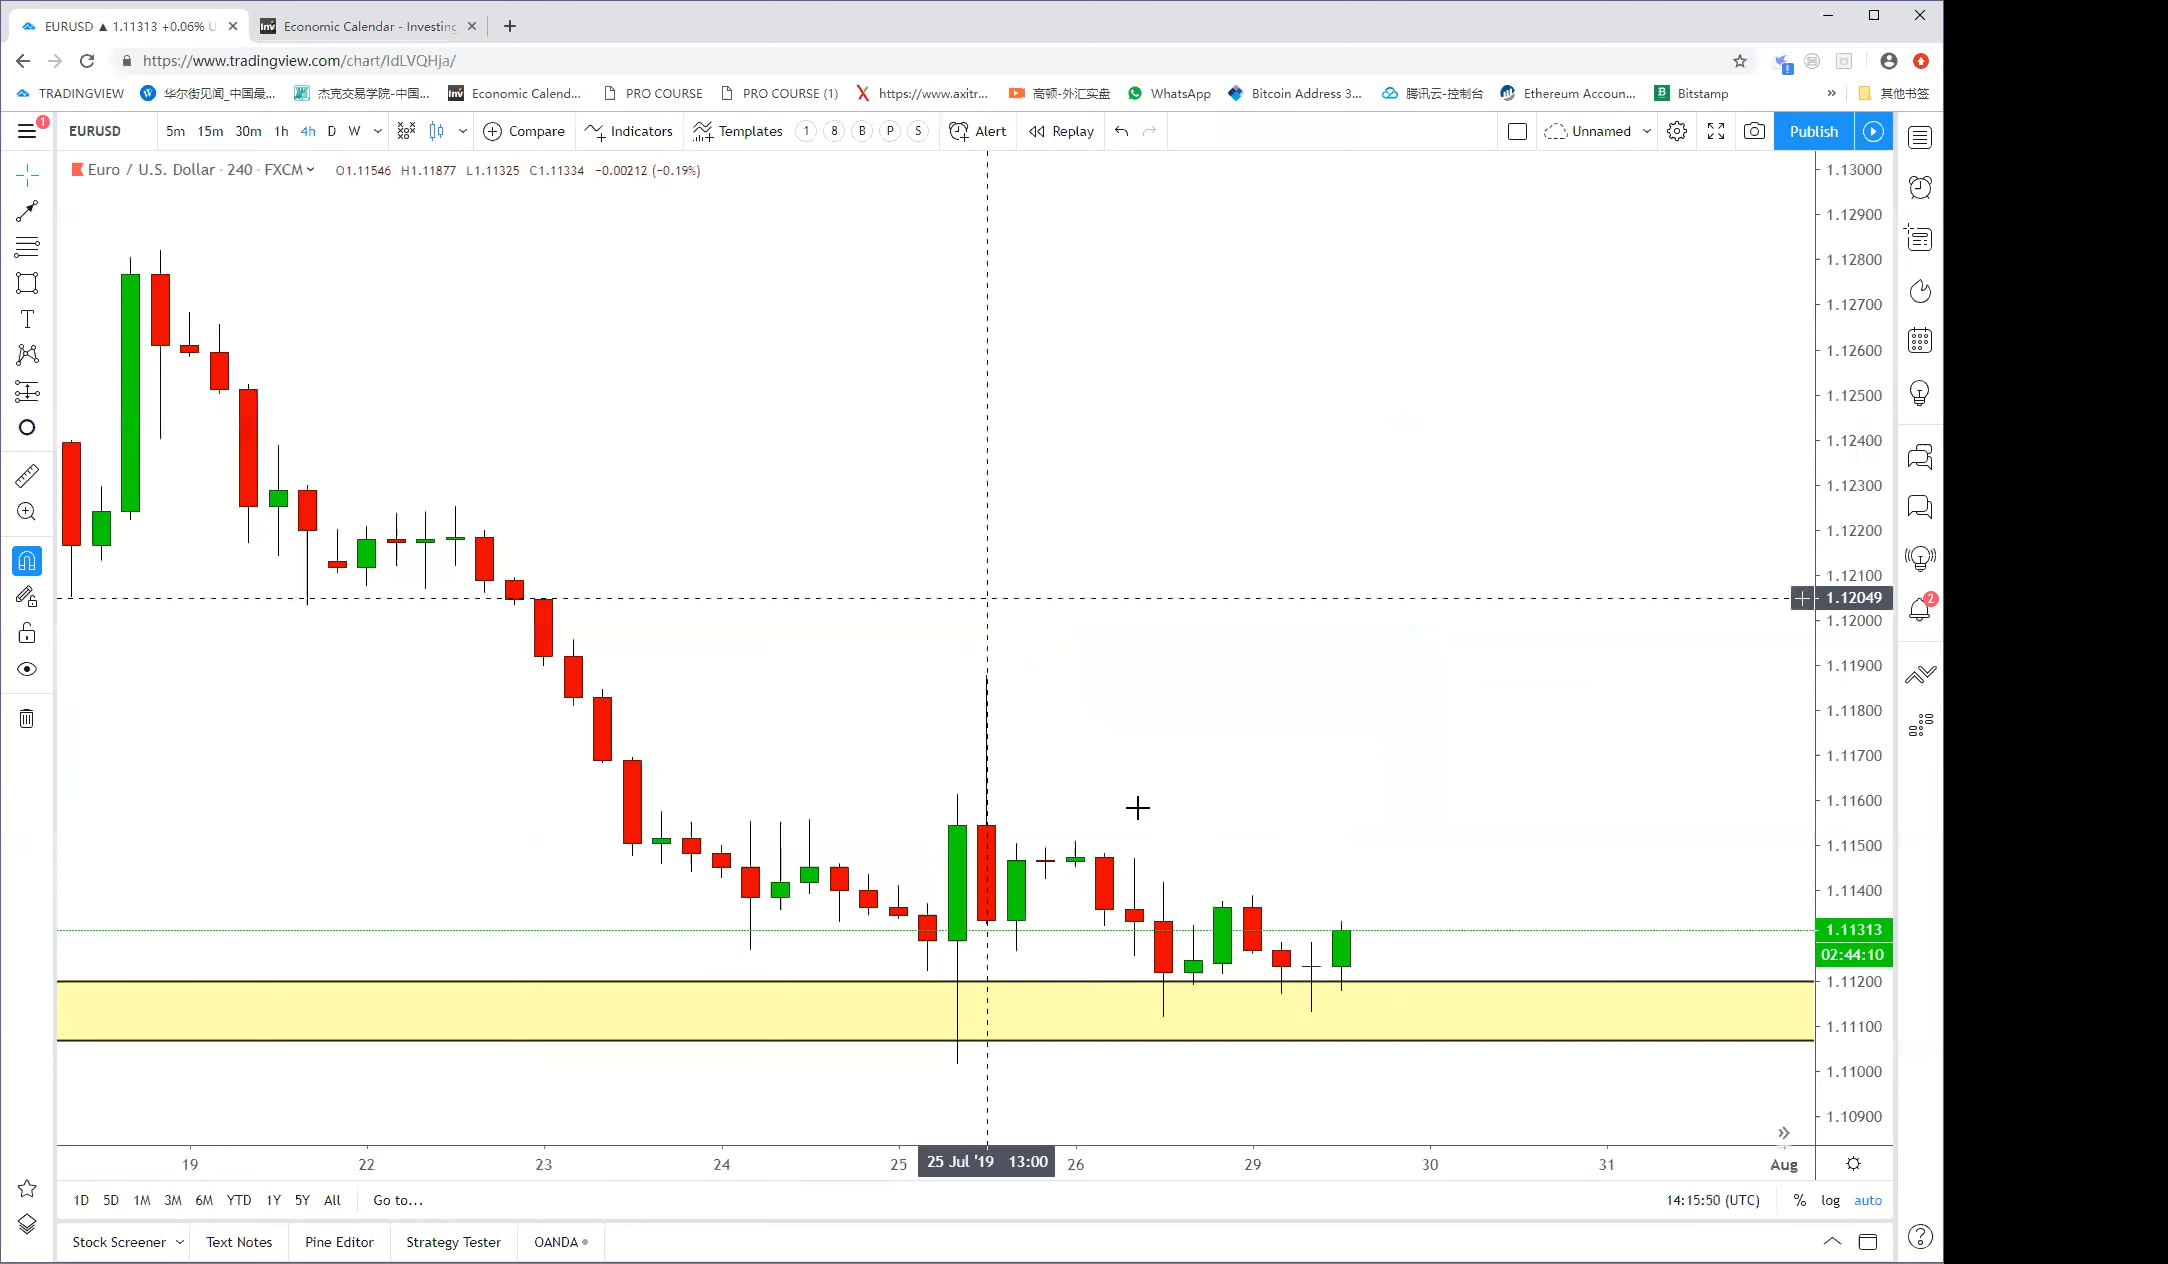 EURUSD ▲ 1.11313 +0.06% U
Economic Calendar - Investing
https://www.tradingview.com/chart/IdLVQHja/
TRADINGVIEW 华尔街见闻_中国最... 杰克交易学院-中国... Economic Calend... PRO COURSE PRO COURSE (1) https://www.axitr... 高顿-外汇实盘 WhatsApp Bitcoin Address 3... 腾讯云-控制台 Ethereum Accoun... Bitstamp » 其他书签
1 EURUSD 5m 15m 30m 1h 4h D W Compare Indicators Templates 1 8 B P S Alert Replay Unnamed Publish
Euro / U.S. Dollar · 240 · FXCM O1.11546 H1.11877 L1.11325 C1.11334 −0.00212 (−0.19%)
1.13000
1.12900
1.12800
1.12700
1.12600
1.12500
1.12400
1.12300
1.12200
1.12100
1.12049
2
1.12000
1.11900
1.11800
1.11700
1.11600
1.11500
1.11400
1.11313
02:44:10
1.11200
1.11100
1.11000
1.10900
19 22 23 24 25 25 Jul '19 13:00 26 29 30 31 Aug
1D 5D 1M 3M 6M YTD 1Y 5Y All Go to... 14:15:50 (UTC) % log auto
Stock Screener Text Notes Pine Editor Strategy Tester OANDA